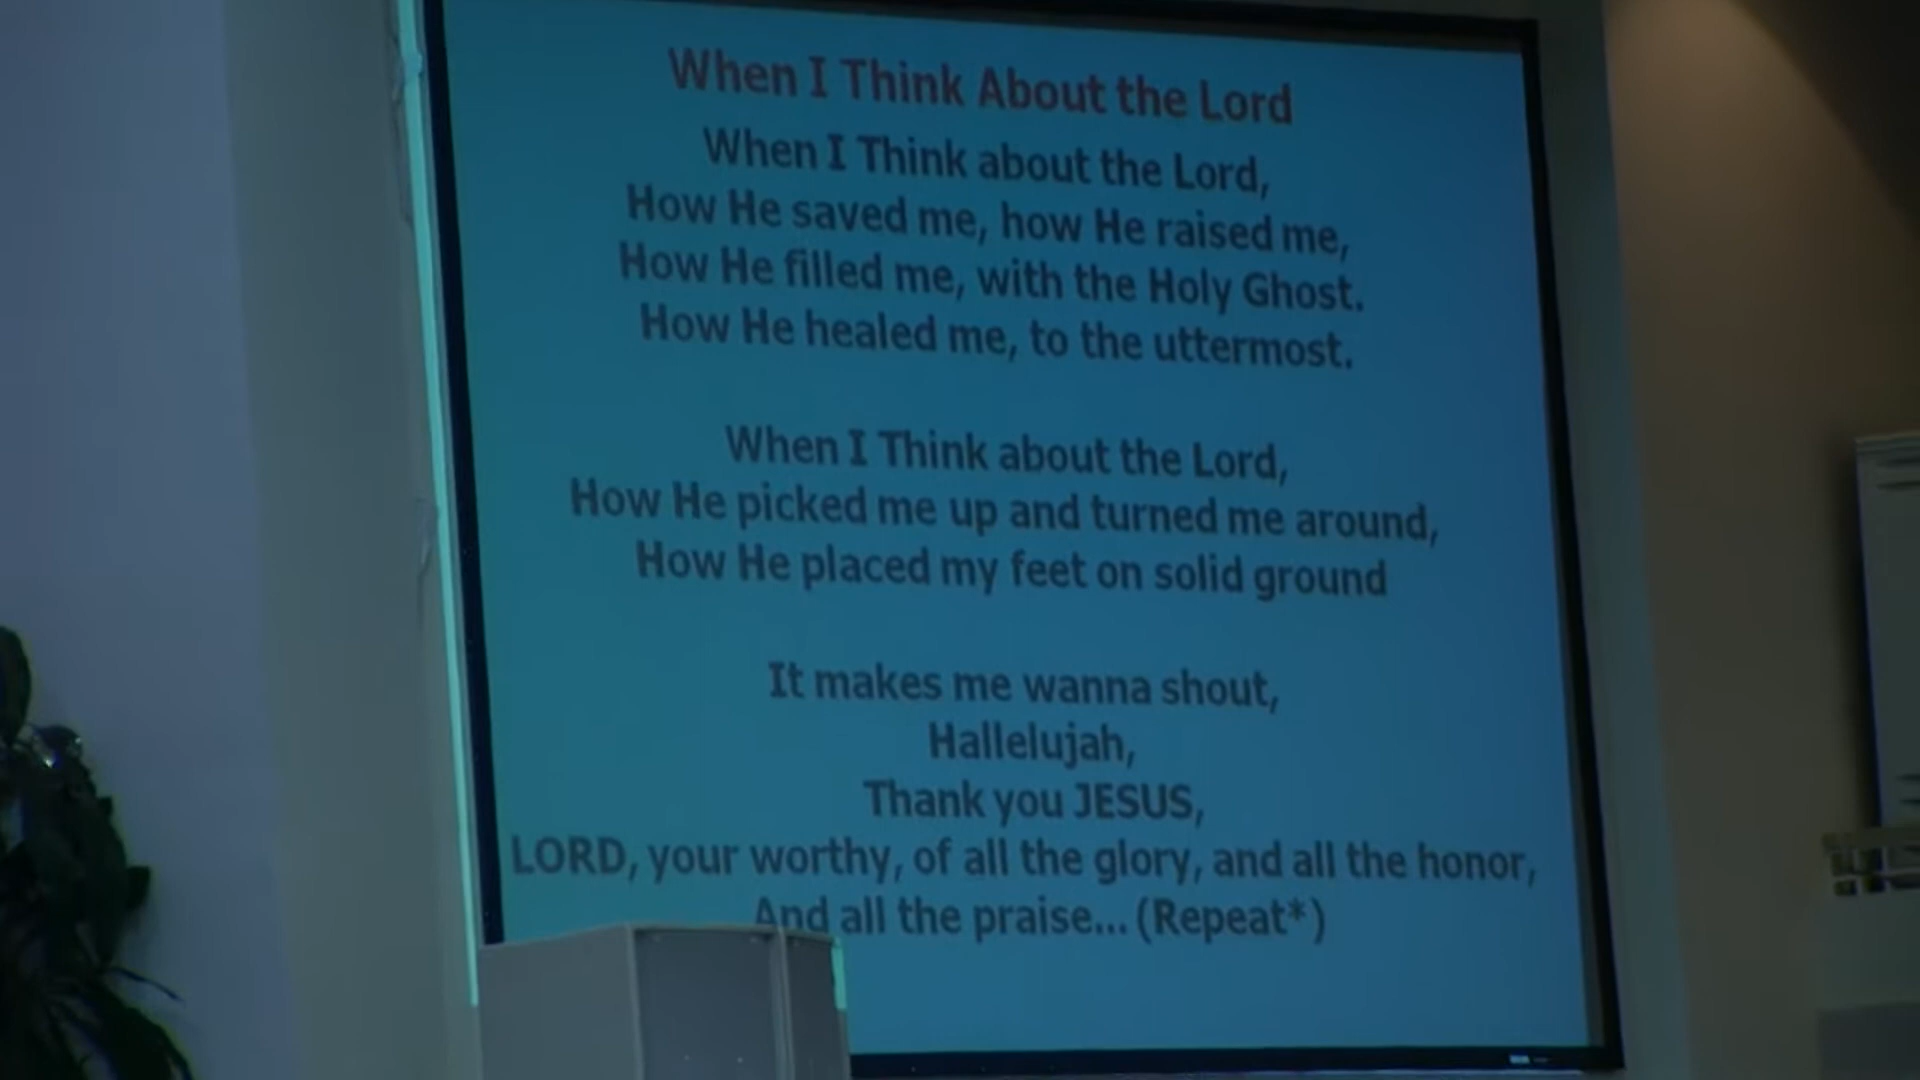 When I Think About the Lord
When I Think about the Lord,
How He saved me, how He raised me,
How He filled me, with the Holy Ghost.
How He healed me, to the uttermost.
When I Think about the Lord,
How He picked me up and turned me around,
How He placed my feet on solid ground
It makes me wanna shout,
Hallelujah,
Thank you JESUS,
LORD, your worthy, of all the glory, and all the honor,
And all the praise... (Repeat*)